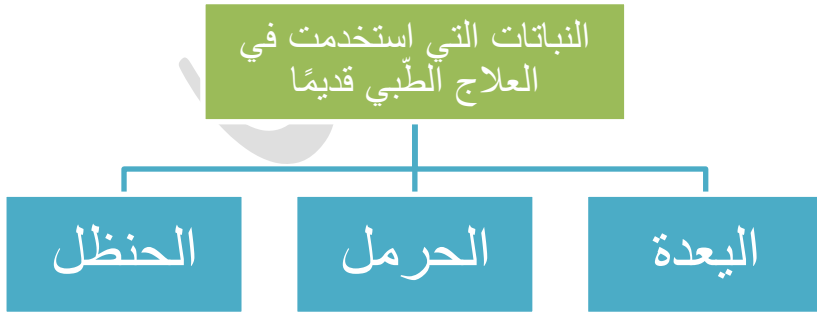 النباتات التي استخدمت في
العلاج الطّبي قديمًا
اليعدة
الحرمل
الحنظل